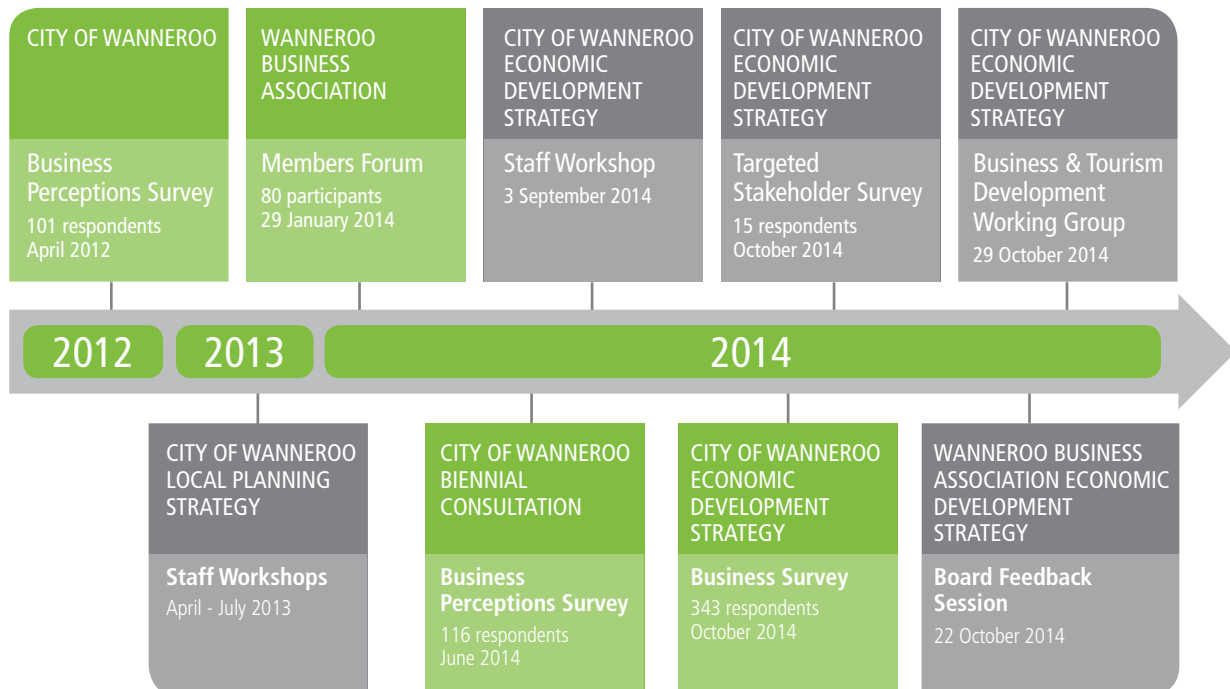 CITY OF WANNEROO
Business
Perceptions Survey
101 respondents
April 2012
WANNEROO
BUSINESS
ASSOCIATION
Members Forum
80 participants
29 January 2014
CITY OF WANNEROO
ECONOMIC
DEVELOPMENT
STRATEGY
Staff Workshop
3 September 2014
CITY OF WANNEROO
ECONOMIC
DEVELOPMENT
STRATEGY
Targeted
Stakeholder Survey
15 respondents
October 2014
CITY OF WANNEROO
ECONOMIC
DEVELOPMENT
STRATEGY
Business & Tourism
Development
Working Group
29 October 2014
2012
2013
2014
CITY OF WANNEROO
LOCAL PLANNING
STRATEGY
Staff Workshops
April - July 2013
CITY OF WANNEROO
BIENNIAL
CONSULTATION
Business
Perceptions Survey
116 respondents
June 2014
CITY OF WANNEROO
ECONOMIC
DEVELOPMENT
STRATEGY
Business Survey
343 respondents
October 2014
WANNEROO BUSINESS
ASSOCIATION ECONOMIC
DEVELOPMENT
STRATEGY
Board Feedback
Session
22 October 2014